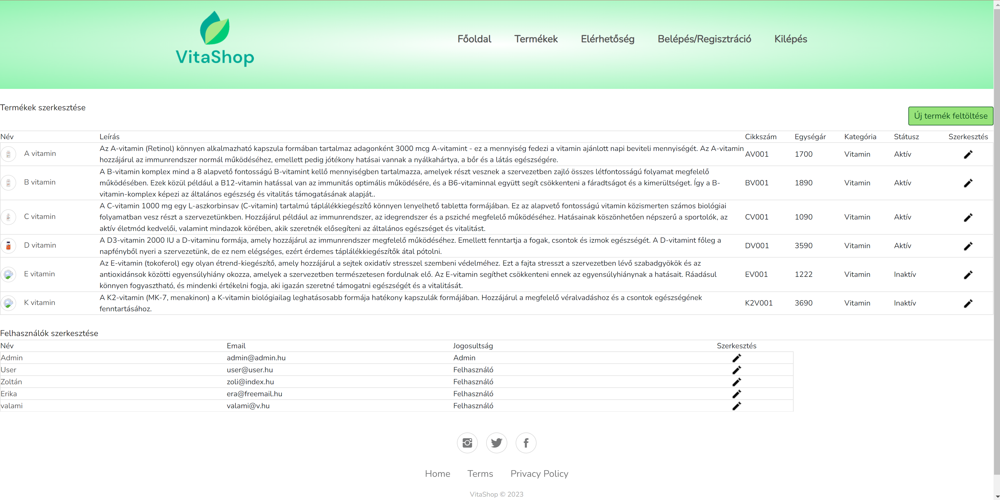 VitaShop
Főoldal Termékek Elérhetőség Belépés/Regisztráció Kilépés
Termékek szerkesztése
Új termék feltöltése
Név Leírás Cikkszám Egységár Kategória Státusz Szerkesztés
A vitamin Az A-vitamin (Retinol) könnyen alkalmazható kapszula formában tartalmaz adagonként 3000 mcg A-vitamint - ez a mennyiség fedezi a vitamin ajánlott napi beviteli mennyiségét. Az A-vitamin
hozzájárul az immunrendszer normál működéséhez, emellett pedig jótékony hatásai vannak a nyálkahártya, a bőr és a látás egészségére. AV001 1700 Vitamin Aktív
A B-vitamin komplex mind a 8 alapvető fontosságú B-vitamint kellő mennyiségben tartalmazza, amelyek részt vesznek a szervezetben zajló összes létfontosságú folyamat megfelelő
B vitamin működésében. Ezek közül például a B12-vitamin hatással van az immunitás optimális működésére, és a B6-vitaminnal együtt segít csökkenteni a fáradtságot és a kimerültséget. Így a B- BV001 1890 Vitamin Aktív
vitamin-komplex képezi az általános egészség és vitalitás támogatásának alapját..
A C-vitamin 1000 mg egy L-aszkorbinsav (C-vitamin) tartalmú táplálékkiegészítő könnyen lenyelhető tabletta formájában. Ez az alapvető fontosságú vitamin közismerten számos biológiai
C vitamin folyamatban vesz részt a szervezetünkben. Hozzájárul például az immunrendszer, az idegrendszer és a psziché megfelelő működéséhez. Hatásainak köszönhetően népszerű a sportolók, az CV001 1090 Vitamin Aktív
aktív életmód kedvelői, valamint mindazok körében, akik szeretnék elősegíteni az általános egészséget és vitalitást.
D vitamin A D3-vitamin 2000 IU a D-vitaminu formája, amely hozzájárul az immunrendszer megfelelő működéséhez. Emellett fenntartja a fogak, csontok és izmok egészségét. A D-vitamint főleg a
napfényből nyeri a szervezetünk, de ez nem elégséges, ezért érdemes táplálékkiegészítők átal pótolni. DV001 3590 Vitamin Aktív
Az E-vitamin (tokoferol) egy olyan étrend-kiegészítő, amely hozzájárul a sejtek oxidatív stresszel szembeni védelméhez. Ezt a fajta stresszt a szervezetben lévő szabadgyökök és az
E vitamin antioxidánsok közötti egyensúlyhiány okozza, amelyek a szervezetben természetesen fordulnak elő. Az E-vitamin segíthet csökkenteni ennek az egyensúlyhiánynak a hatásait. Ráadásul EV001 1222 Vitamin Inaktív
könnyen fogyasztható, és mindenki értékelni fogja, aki igazán szeretné támogatni egészségét és a vitalitását.
K vitamin A K2-vitamin (MK-7, menakinon) a K-vitamin biológiailag leghatásosabb formája hatékony kapszulák formájában. Hozzájárul a megfelelő véralvadáshoz és a csontok egészségének
fenntartásához. K2V001 3690 Vitamin Inaktív
Felhasználók szerkesztése
Név Email Jogosultság Szerkesztés
Admin admin@admin.hu Admin
User user@user.hu Felhasználó
Zoltán zoli@index.hu Felhasználó
Erika era@freemail.hu Felhasználó
valami valami@v.hu Felhasználó
Home Terms Privacy Policy
VitaShop © 2023